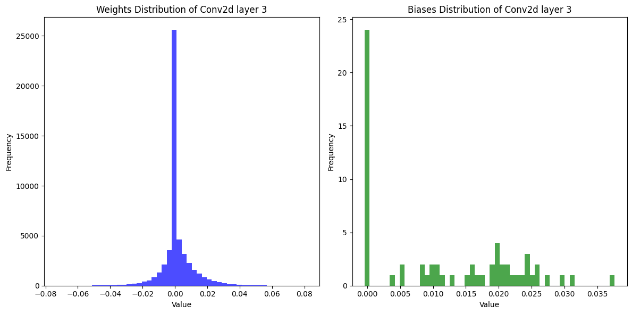 Weights Distribution of Conv2d layer 3
Frequency
25000
20000
15000
10000
5000
0
−0.08 −0.06 −0.04 −0.02 0.00 0.02 0.04 0.06 0.08
Value
Biases Distribution of Conv2d layer 3
Frequency
25
20
15
10
5
0
0.000 0.005 0.010 0.015 0.020 0.025 0.030 0.035
Value